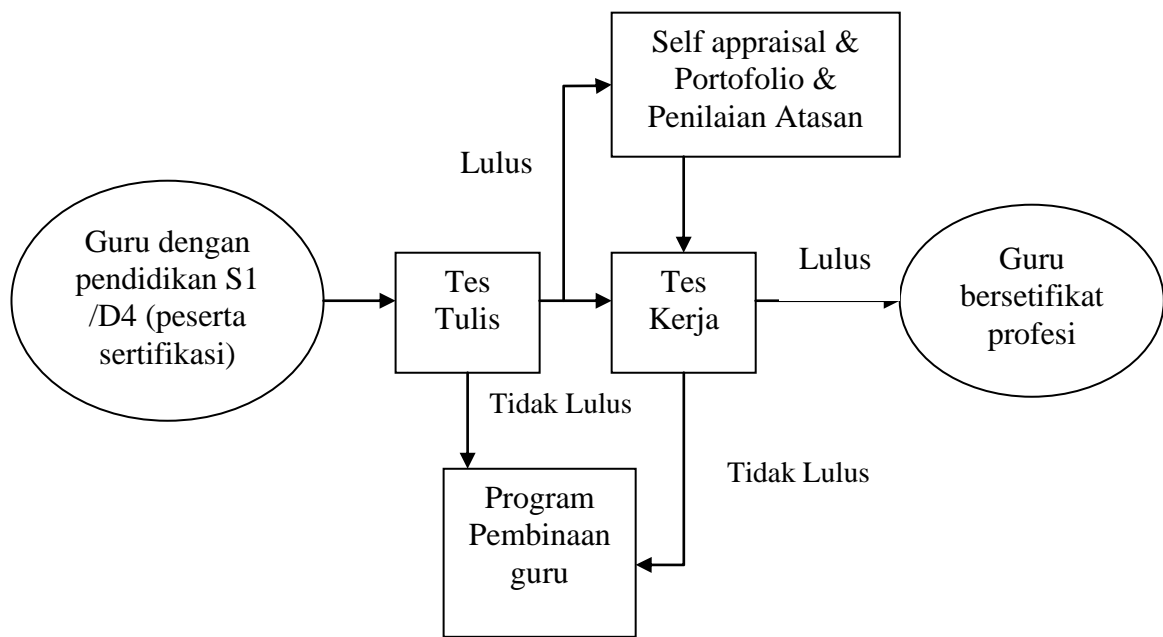 Self appraisal &
Portofolio &
Penilaian Atasan
Lulus
Guru dengan
pendidikan S1
/D4 (peserta
sertifikasi)
Tes
Tulis
Tes
Kerja
Lulus
Guru
bersetifikat
profesi
Tidak Lulus
Tidak Lulus
Program
Pembinaan
guru